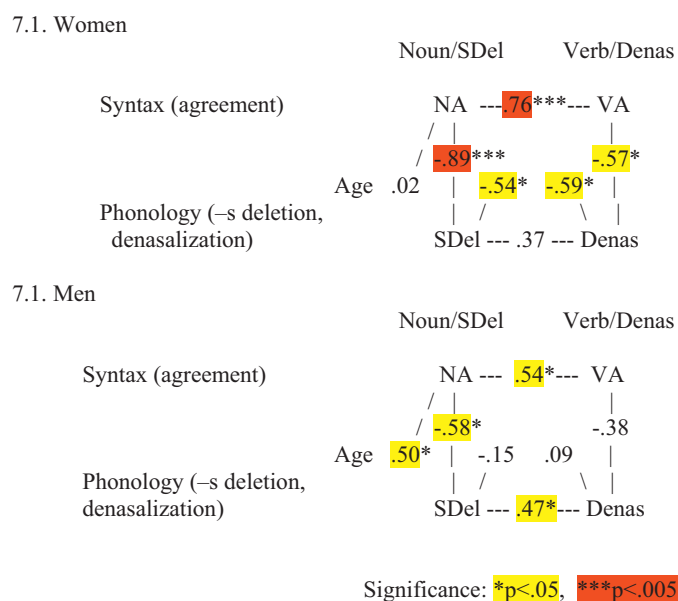 7.1. Women
Noun/SDel Verb/Denas
Syntax (agreement) NA ---.76***--- VA
/ | |
/ -.89*** -.57*
Age .02 | -.54* -.59* |
Phonology (–s deletion, | / \ |
denasalization) SDel --- .37 --- Denas
7.1. Men
Noun/SDel Verb/Denas
Syntax (agreement) NA --- .54*--- VA
/ | |
/ -.58* -.38
Age .50* | -.15 .09 |
Phonology (–s deletion, | / \ |
denasalization) SDel --- .47*--- Denas
Significance: *p<.05, ***p<.005